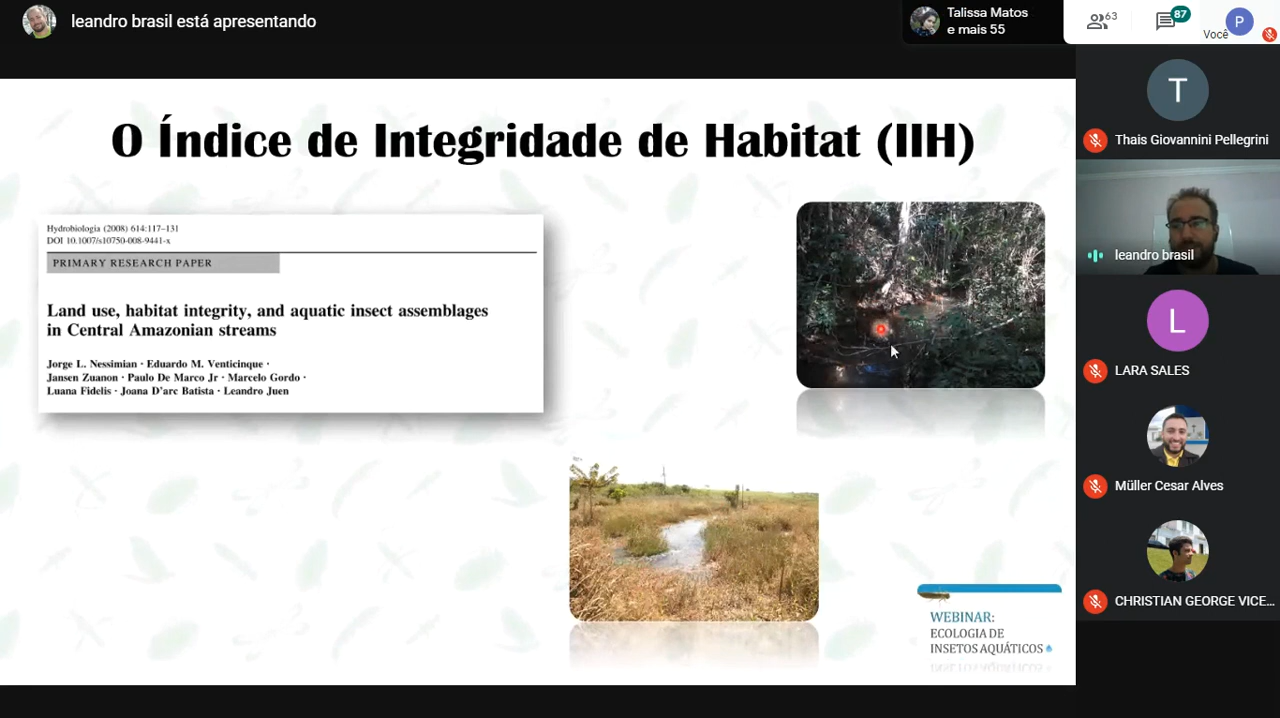 leandro brasil está apresentando
Talissa Matos
e mais 55
63
87
Você
P
O Índice de Integridade de Habitat (IIH)
Hydrobiologia (2008) 614:117–131
DOI 10.1007/s10750-008-9441-x
PRIMARY RESEARCH PAPER
Land use, habitat integrity, and aquatic insect assemblages
in Central Amazonian streams
Jorge L. Nessimian · Eduardo M. Venticinque ·
Jansen Zuanon · Paulo De Marco Jr · Marcelo Gordo ·
Luana Fidelis · Joana D'arc Batista · Leandro Juen
WEBINAR:
ECOLOGIA DE
INSETOS AQUÁTICOS
T
Thais Giovannini Pellegrini
leandro brasil
L
LARA SALES
Müller Cesar Alves
CHRISTIAN GEORGE VICE...